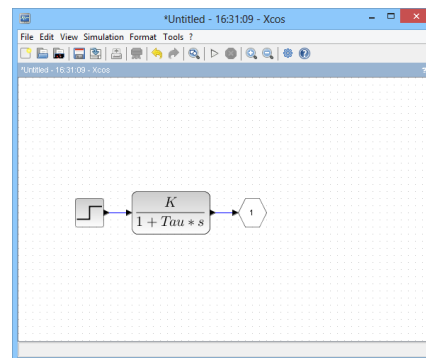 *Untitled - 16:31:09 - Xcos
File Edit View Simulation Format Tools ?
*Untitled - 16:31:09 - Xcos
K
1 + Tau * s
1